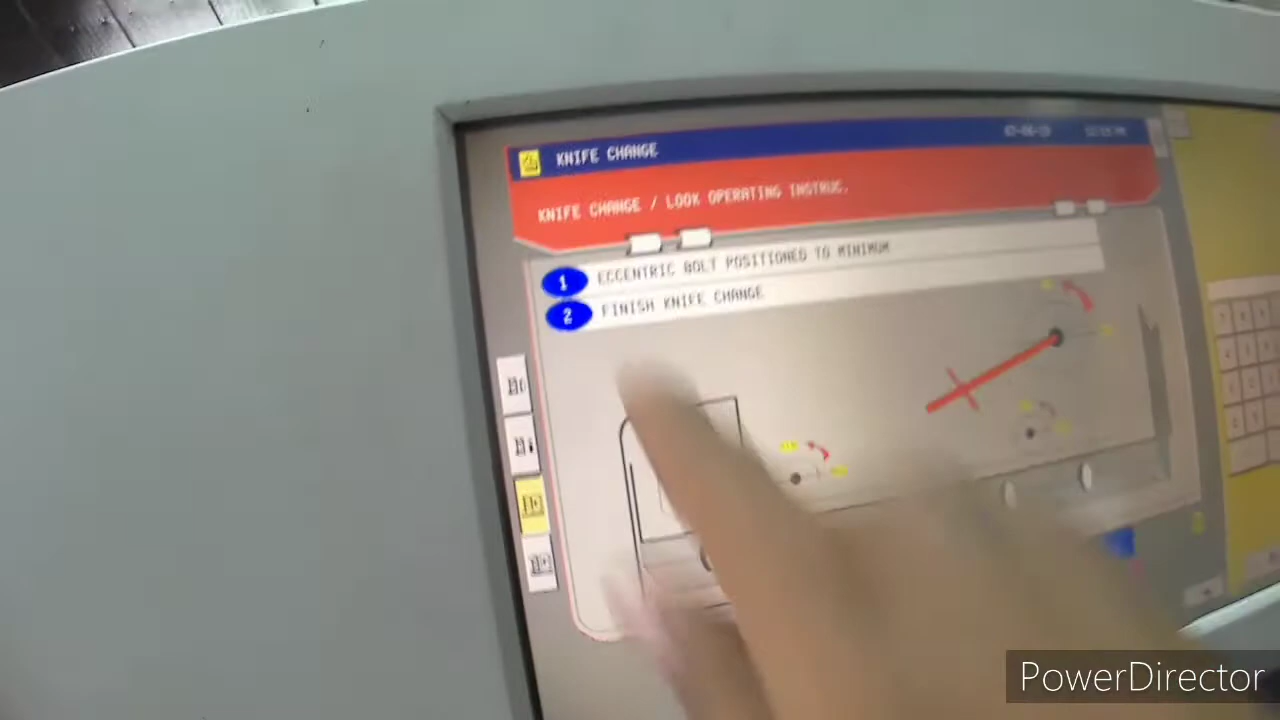 KNIFE CHANGE
KNIFE CHANGE / LOOK OPERATING INSTRUC.
1 ECCENTRIC BOLT POSITIONED TO MINIMUM
2 FINISH KNIFE CHANGE
PowerDirector